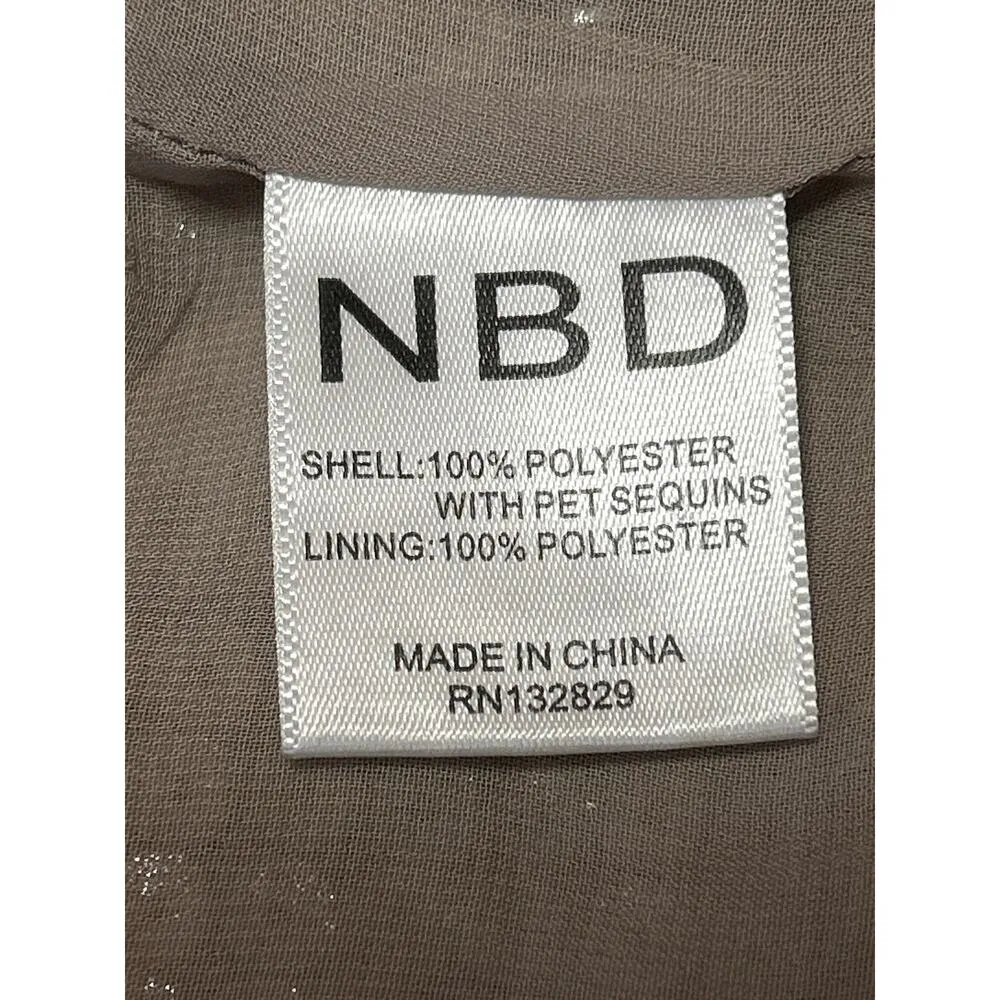 NBD
SHELL:100% POLYESTER
WITH PET SEQUINS
LINING:100% POLYESTER
MADE IN CHINA
RN132829